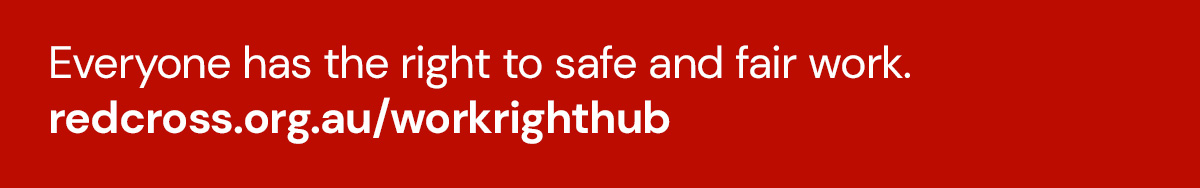 Everyone has the right to safe and fair work.
redcross.org.au/workrighthub